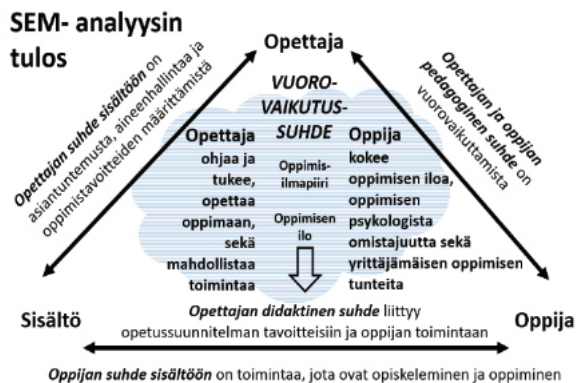 SEM- analyysin
tulos
Opettaja
Opettajan suhde sisältöön on
asiantuntemusta, aineenhallintaa ja
oppimistavoitteiden määrittämistä
Opettajan ja oppijan
pedagoginen suhde on
vuorovaikuttamista
VUORO-
VAIKUTUS-
SUHDE
Opettaja
ohjaa ja
tukee,
opettaa
oppimaan,
sekä
mahdollistaa
toimintaa
Oppimis-
ilmapiiri
Oppimisen
ilo
Oppija
kokee
oppimisen iloa,
oppimisen
psykologista
omistajuutta sekä
yrittäjämäisen oppimisen
tunteita
Opettajan didaktinen suhde liittyy
opetussuunnitelman tavoitteisiin ja oppijan toimintaan
Sisältö
Oppija
Oppijan suhde sisältöön on toimintaa, jota ovat opiskeleminen ja oppiminen